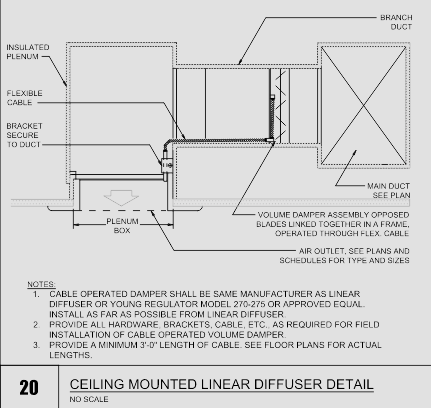 BRANCH
DUCT
INSULATED
PLENUM
FLEXIBLE
CABLE
BRACKET
SECURE
TO DUCT
MAIN DUCT
SEE PLAN
VOLUME DAMPER ASSEMBLY OPPOSED
BLADES LINKED TOGETHER IN A FRAME,
OPERATED THROUGH FLEX. CABLE
PLENUM
BOX
AIR OUTLET, SEE PLANS AND
SCHEDULES FOR TYPE AND SIZES
NOTES:
1. CABLE OPERATED DAMPER SHALL BE SAME MANUFACTURER AS LINEAR
DIFFUSER OR YOUNG REGULATOR MODEL 270-275 OR APPROVED EQUAL.
INSTALL AS FAR AS POSSIBLE FROM LINEAR DIFFUSER.
2. PROVIDE ALL HARDWARE, BRACKETS, CABLE, ETC., AS REQUIRED FOR FIELD
INSTALLATION OF CABLE OPERATED VOLUME DAMPER.
3. PROVIDE A MINIMUM 3'-0" LENGTH OF CABLE. SEE FLOOR PLANS FOR ACTUAL
LENGTHS.
20
CEILING MOUNTED LINEAR DIFFUSER DETAIL
NO SCALE